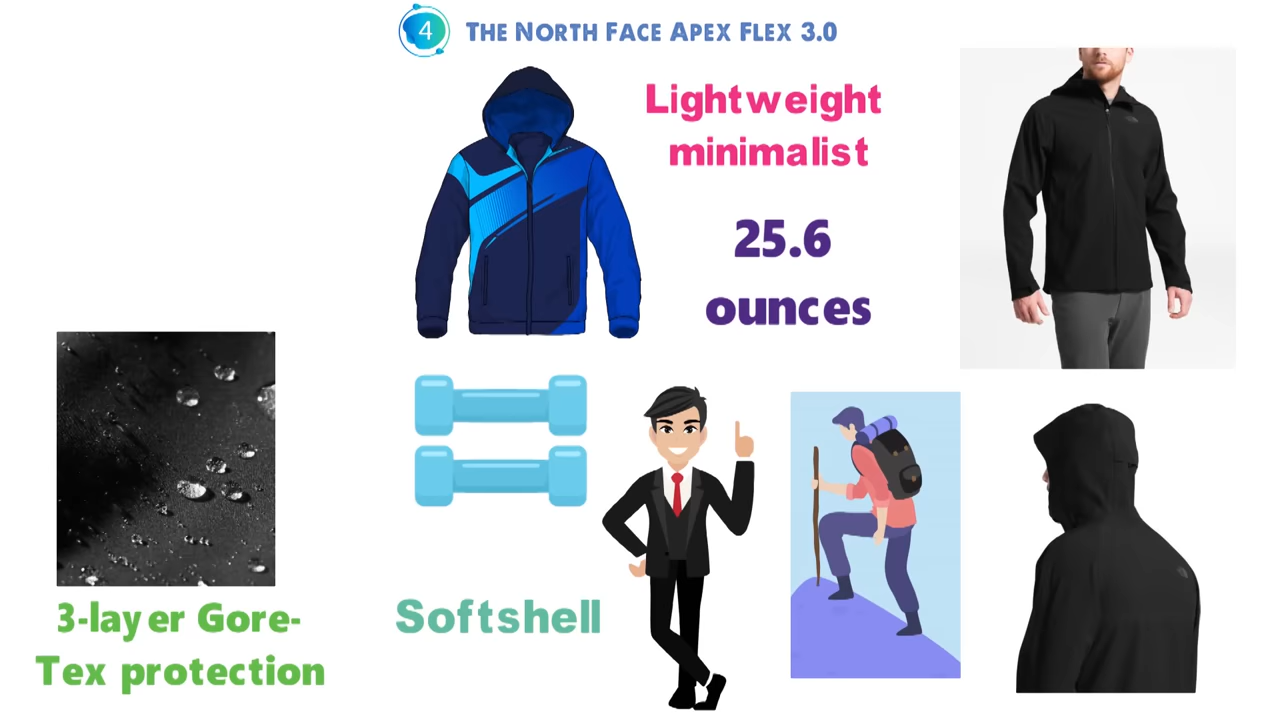 4
THE NORTH FACE APEX FLEX 3.0
Lightweight
minimalist
25.6
ounces
Softshell
3-layer Gore-
Tex protection